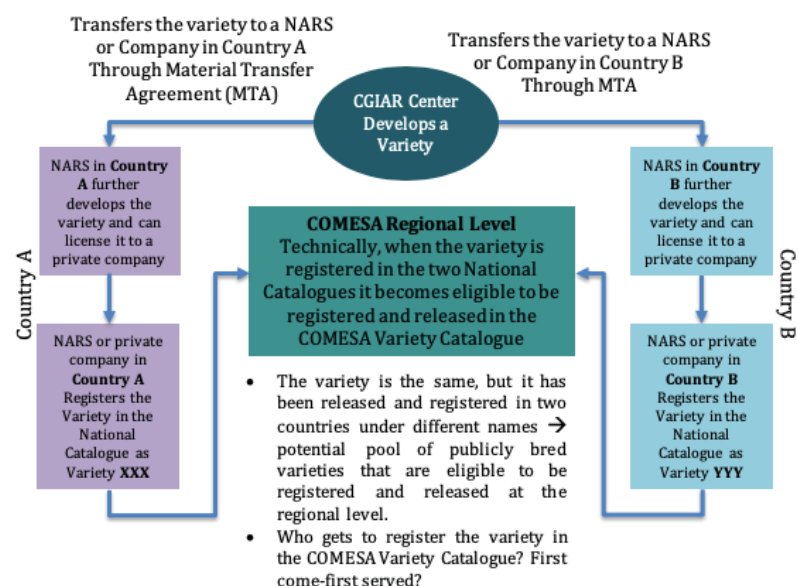 Transfers the variety to a NARS
or Company in Country A
Through Material Transfer
Agreement (MTA)
Transfers the variety to a NARS
or Company in Country B
Through MTA
CGIAR Center
Develops a
Variety
Country A
NARS in Country
A further
develops the
variety and can
license it to a
private company
NARS or private
company in
Country A
Registers the
Variety in the
National
Catalogue as
Variety XXX
COMESA Regional Level
Technically, when the variety is
registered in the two National
Catalogues it becomes eligible to be
registered and released in the
COMESA Variety Catalogue
• The variety is the same, but it has
been released and registered in two
countries under different names →
potential pool of publicly bred
varieties that are eligible to be
registered and released at the
regional level.
• Who gets to register the variety in
the COMESA Variety Catalogue? First
come-first served?
NARS in Country
B further
develops the
variety and can
license it to a
private company
NARS or private
company in
Country B
Registers the
Variety in the
National
Catalogue as
Variety YYY
Country B